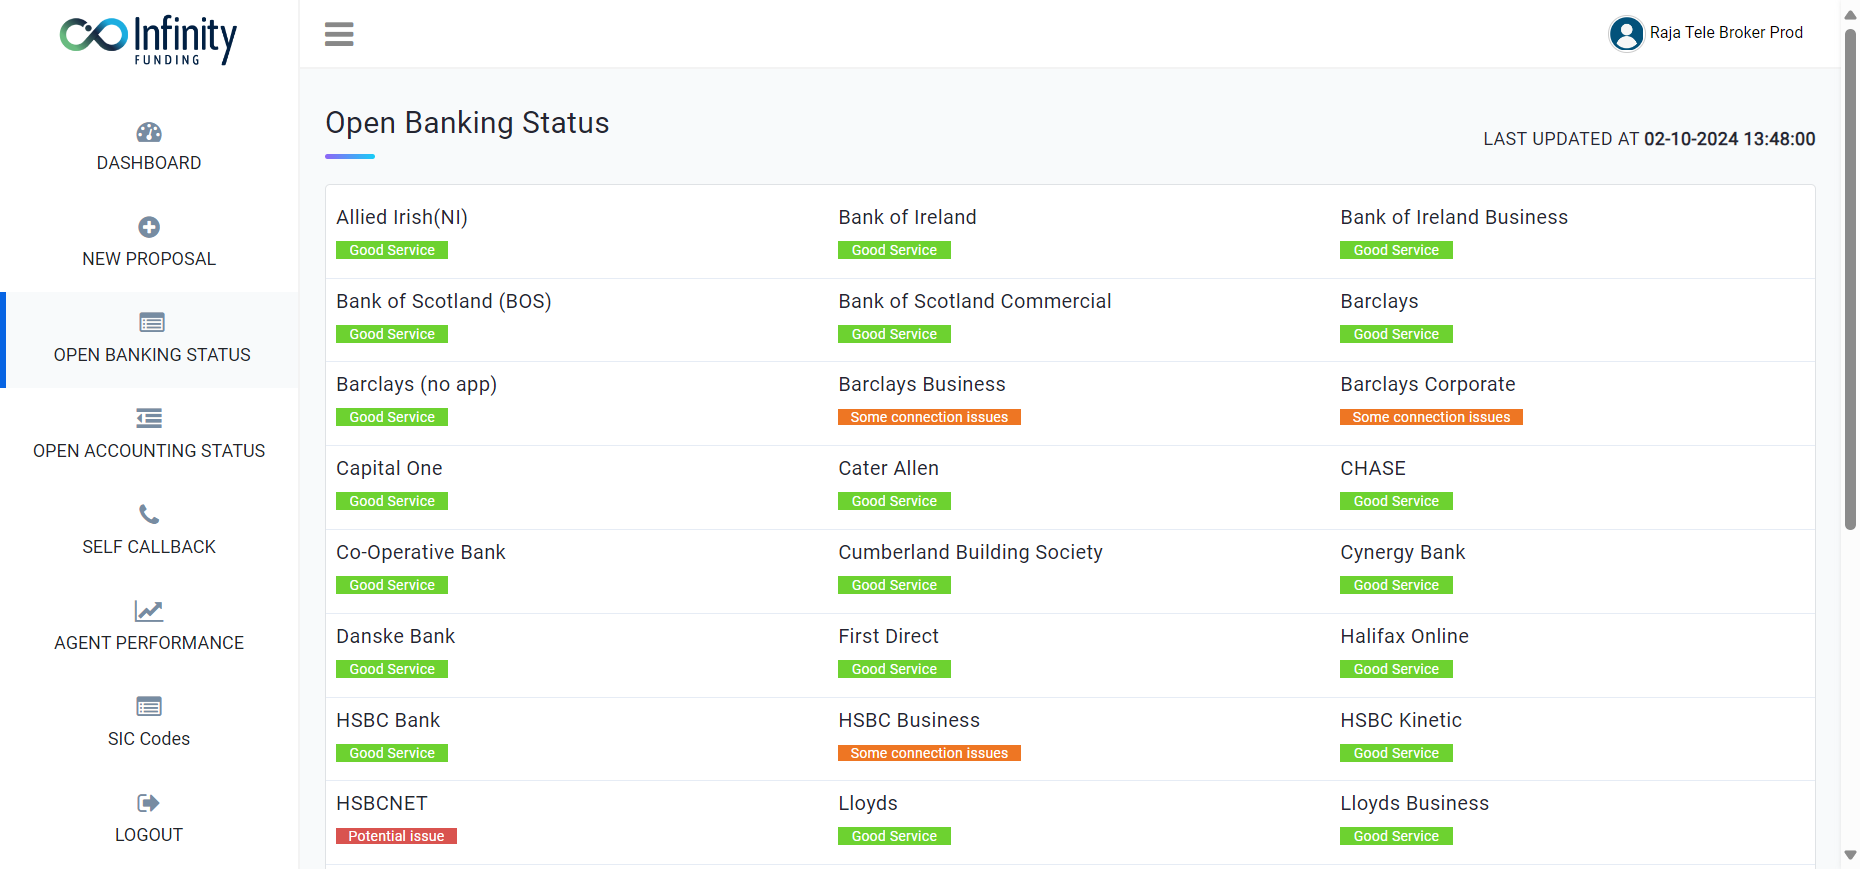 Infinity
FUNDING
Raja Tele Broker Prod
DASHBOARD
NEW PROPOSAL
OPEN BANKING STATUS
OPEN ACCOUNTING STATUS
SELF CALLBACK
AGENT PERFORMANCE
SIC Codes
LOGOUT
Open Banking Status
LAST UPDATED AT 02-10-2024 13:48:00
Allied Irish(NI)
Good Service
Bank of Ireland
Good Service
Bank of Ireland Business
Good Service
Bank of Scotland (BOS)
Good Service
Bank of Scotland Commercial
Good Service
Barclays
Good Service
Barclays (no app)
Good Service
Barclays Business
Some connection issues
Barclays Corporate
Some connection issues
Capital One
Good Service
Cater Allen
Good Service
CHASE
Good Service
Co-Operative Bank
Good Service
Cumberland Building Society
Good Service
Cynergy Bank
Good Service
Danske Bank
Good Service
First Direct
Good Service
Halifax Online
Good Service
HSBC Bank
Good Service
HSBC Business
Some connection issues
HSBC Kinetic
Good Service
HSBCNET
Potential issue
Lloyds
Good Service
Lloyds Business
Good Service